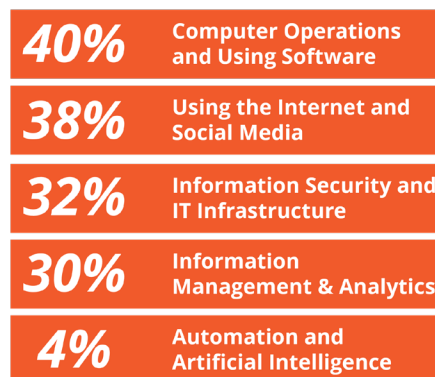 40%
Computer Operations
and Using Software
38%
Using the Internet and
Social Media
32%
Information Security and
IT Infrastructure
30%
Information
Management & Analytics
4%
Automation and
Artificial Intelligence